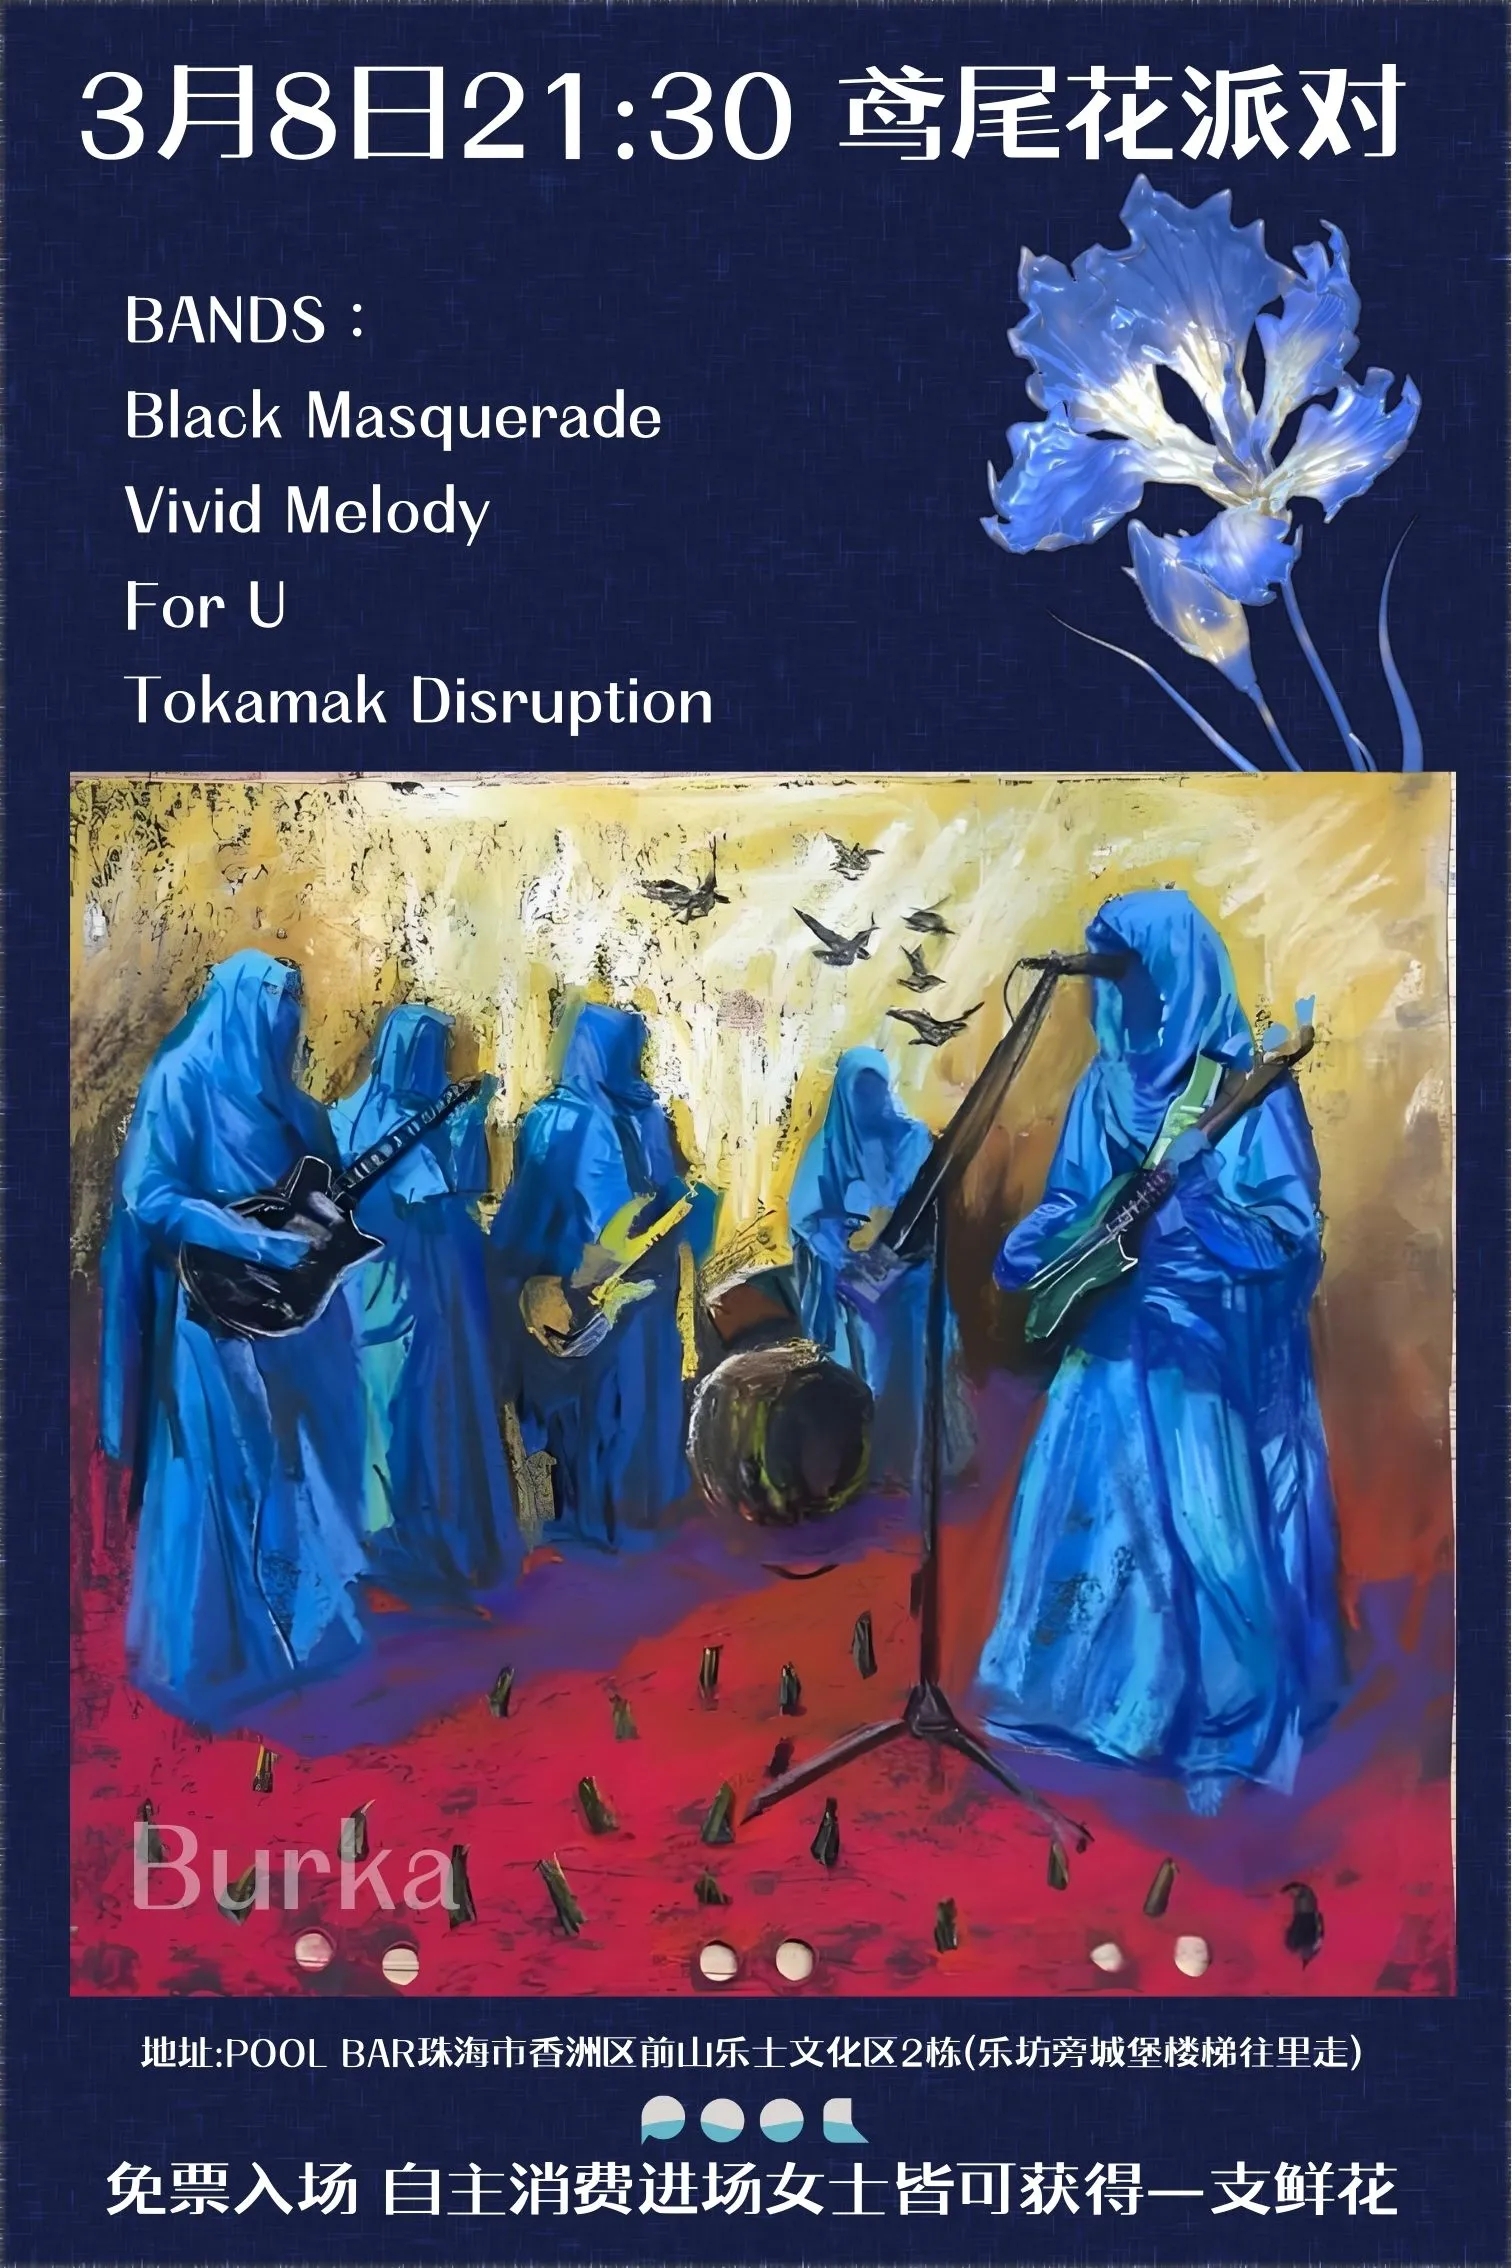 3月8日21:30 鸢尾花派对
BANDS：
Black Masquerade
Vivid Melody
For U
Tokamak Disruption
Burka
地址:POOL BAR珠海市香洲区前山乐士文化区2栋(乐坊旁城堡楼梯往里走)
POOL
免票入场 自主消费进场女士皆可获得一支鲜花